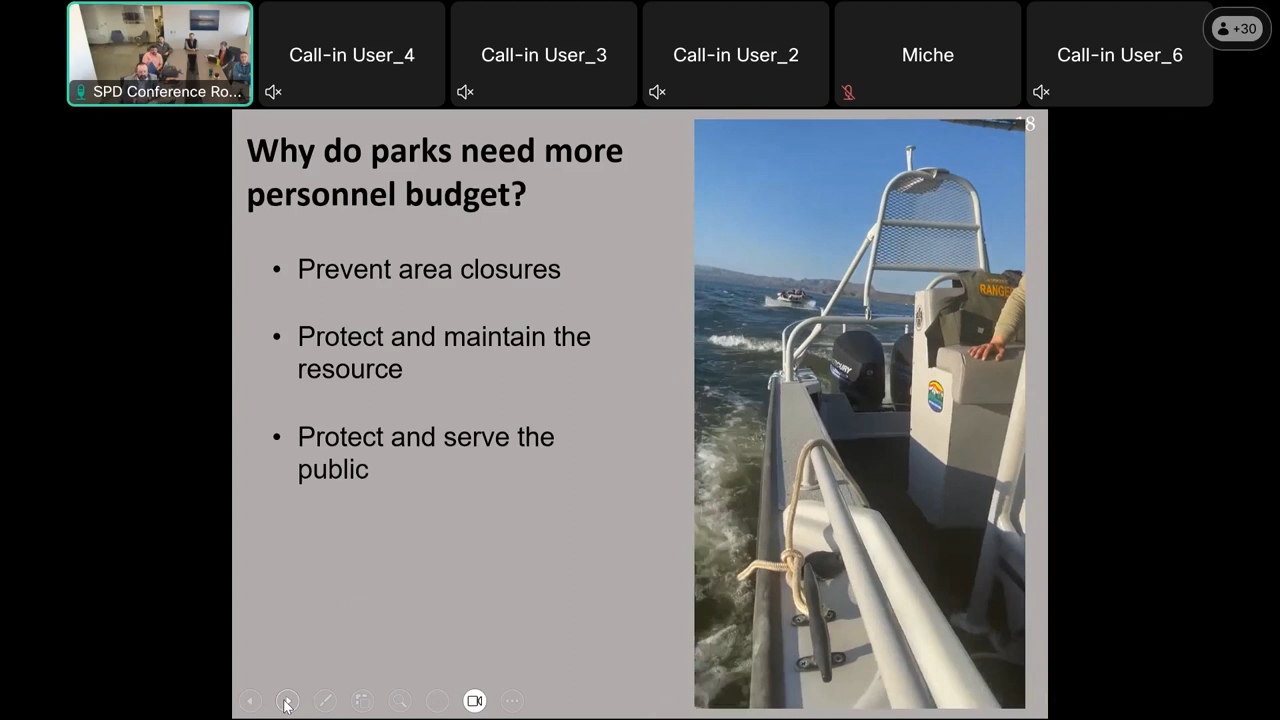 Call-in User_4
Call-in User_3
Call-in User_2
Miche
Call-in User_6
+30
SPD Conference Ro...
18
Why do parks need more
personnel budget?
• Prevent area closures
• Protect and maintain the
resource
• Protect and serve the
public
RANGER